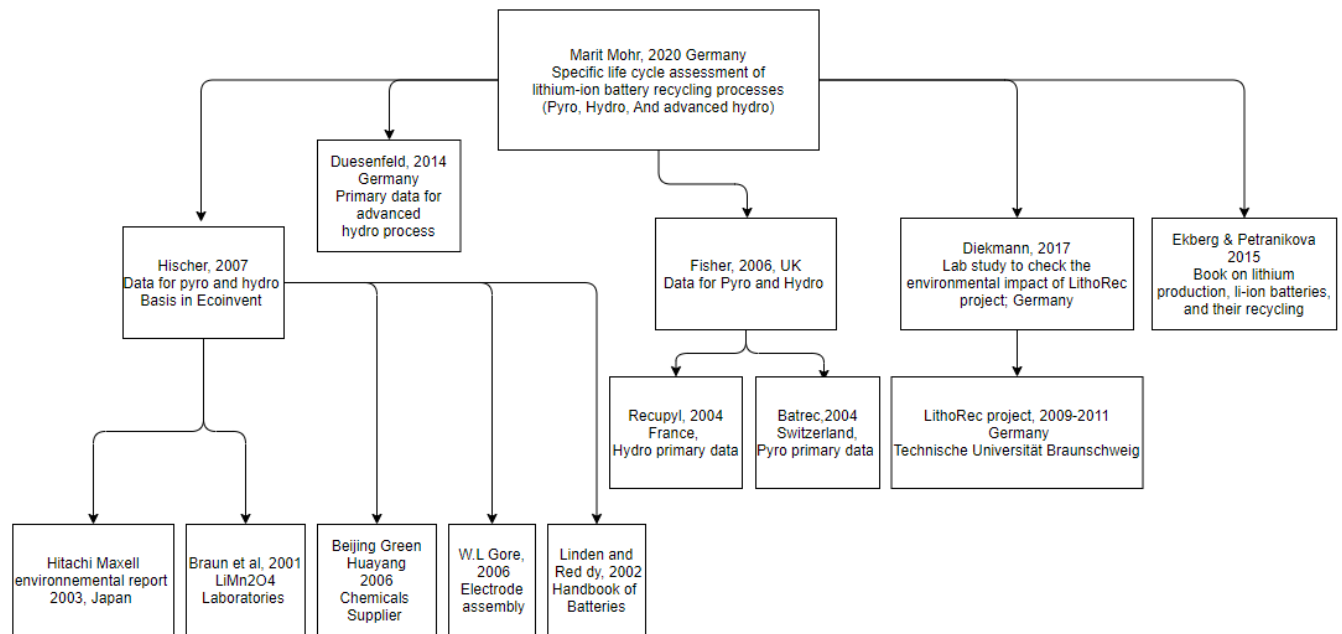 Marit Mohr, 2020 Germany
Specific life cycle assessment of
lithium-ion battery recycling processes
(Pyro, Hydro, And advanced hydro)
Duesenfeld, 2014
Germany
Primary data for
advanced
hydro process
Hischer, 2007
Data for pyro and hydro
Basis in Ecoinvent
Fisher, 2006, UK
Data for Pyro and Hydro
Diekmann, 2017
Lab study to check the
environmental impact of LithoRec
project; Germany
Ekberg & Petranikova
2015
Book on lithium
production, li-ion batteries,
and their recycling
Recupyl, 2004
France,
Hydro primary data
Batrec,2004
Switzerland,
Pyro primary data
LithoRec project, 2009-2011
Germany
Technische Universität Braunschweig
Hitachi Maxell
environnemental report
2003, Japan
Braun et al, 2001
LiMn2O4
Laboratories
Beijing Green
Huayang
2006
Chemicals
Supplier
W.L Gore,
2006
Electrode
assembly
Linden and
Red dy, 2002
Handbook of
Batteries